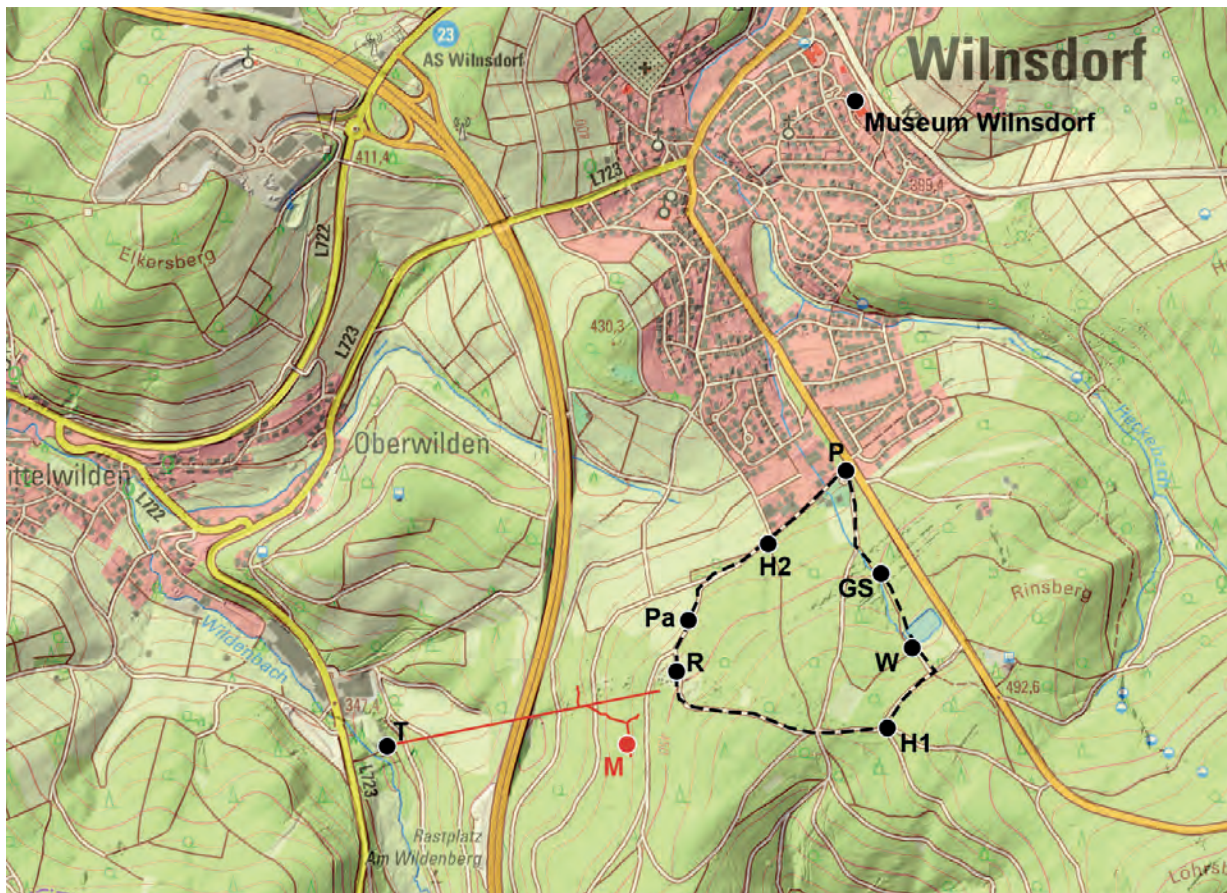 23
AS Wilnsdorf
Wilnsdorf
Museum Wilnsdorf
L723
411,4
399,4
L722
Elkersberg
L723
430,3
Oberwilden
ittelwilden
L722
Heckenbach
P
H2
GS
Rinsberg
Pa
W
R
492,6
Wildenbach
347,4
T
H1
M
L723
Rastplatz
Am Wildenberg
Löhrs